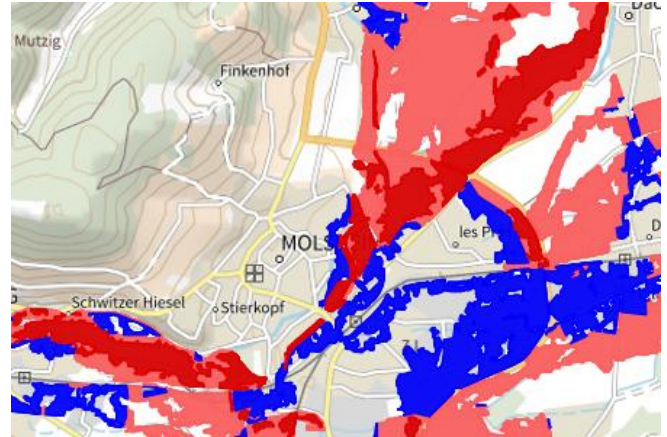 Mutzig
Finkenhof
MOLS
les P
Schwitzer Hiesel
Stierkopf